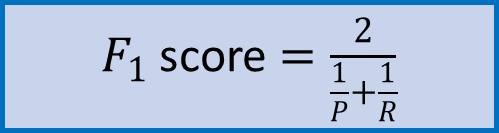 F₁ score = 2 / (1/P + 1/R)